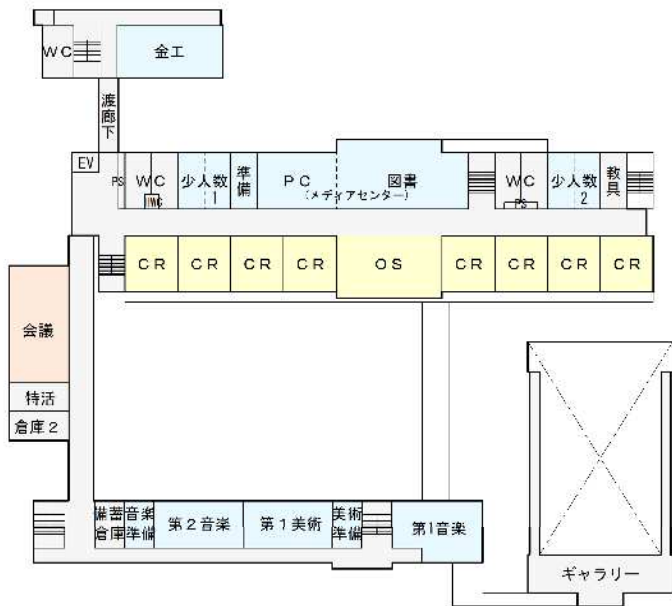 ＷＣ
金工
渡廊下
EV
PS
ＷＣ
WC
少人数
1
準備
ＰＣ
図書
(メディアセンター)
ＷＣ
PS
少人数
2
教具
ＣＲ
ＣＲ
ＣＲ
ＣＲ
ＯＳ
ＣＲ
ＣＲ
ＣＲ
ＣＲ
会議
特活
倉庫２
備蓄
倉庫
音楽
準備
第２音楽
第１美術
美術
準備
第1音楽
ギャラリー